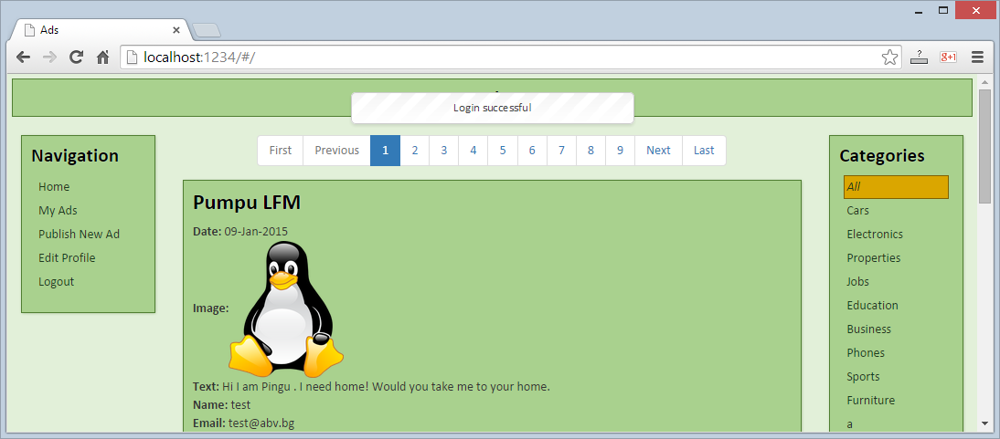 Ads
localhost:1234/#/
?
g+1
Login successful
Navigation
Home
My Ads
Publish New Ad
Edit Profile
Logout
First Previous 1 2 3 4 5 6 7 8 9 Next Last
Pumpu LFM
Date: 09-Jan-2015
Image:
Text: Hi I am Pingu . I need home! Would you take me to your home.
Name: test
Email: test@abv.bg
Categories
All
Cars
Electronics
Properties
Jobs
Education
Business
Phones
Sports
Furniture
a